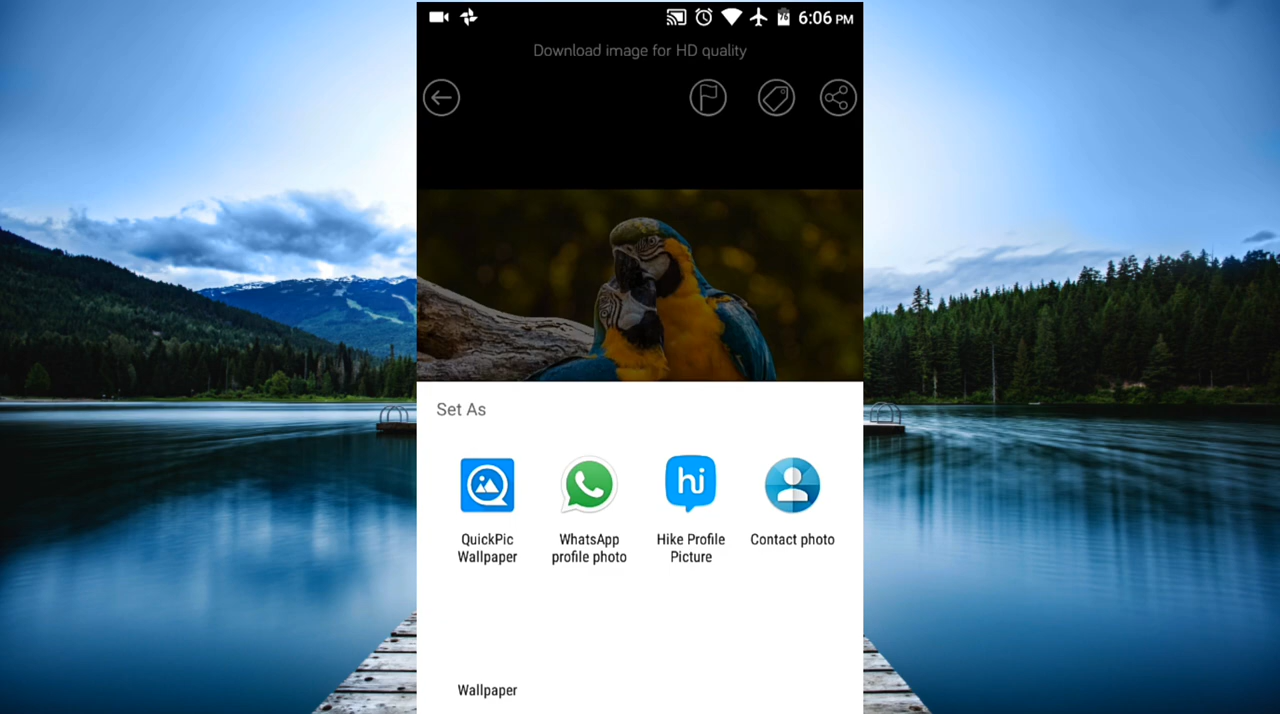 76
6:06 PM
Download image for HD quality
Set As
hi
QuickPic
Wallpaper
WhatsApp
profile photo
Hike Profile
Picture
Contact photo
Wallpaper